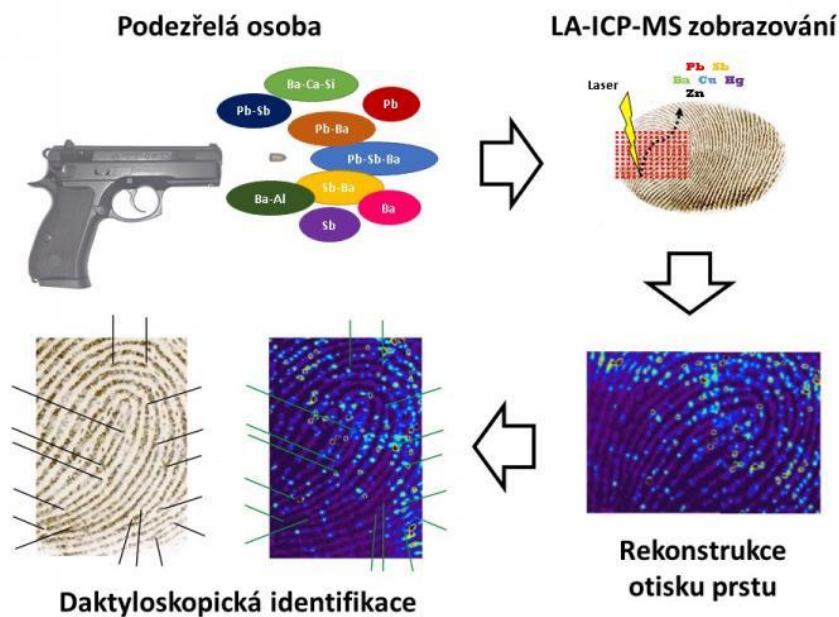 Podezřelá osoba
LA-ICP-MS zobrazování
Ba-Ca-Si
Pb-Sb
Pb
Pb-Ba
Pb-Sb-Ba
Sb-Ba
Ba-Al
Ba
Sb
Pb Sb
Ba Cu Hg
Zn
Laser
Rekonstrukce
otisku prstu
Daktyloskopická identifikace